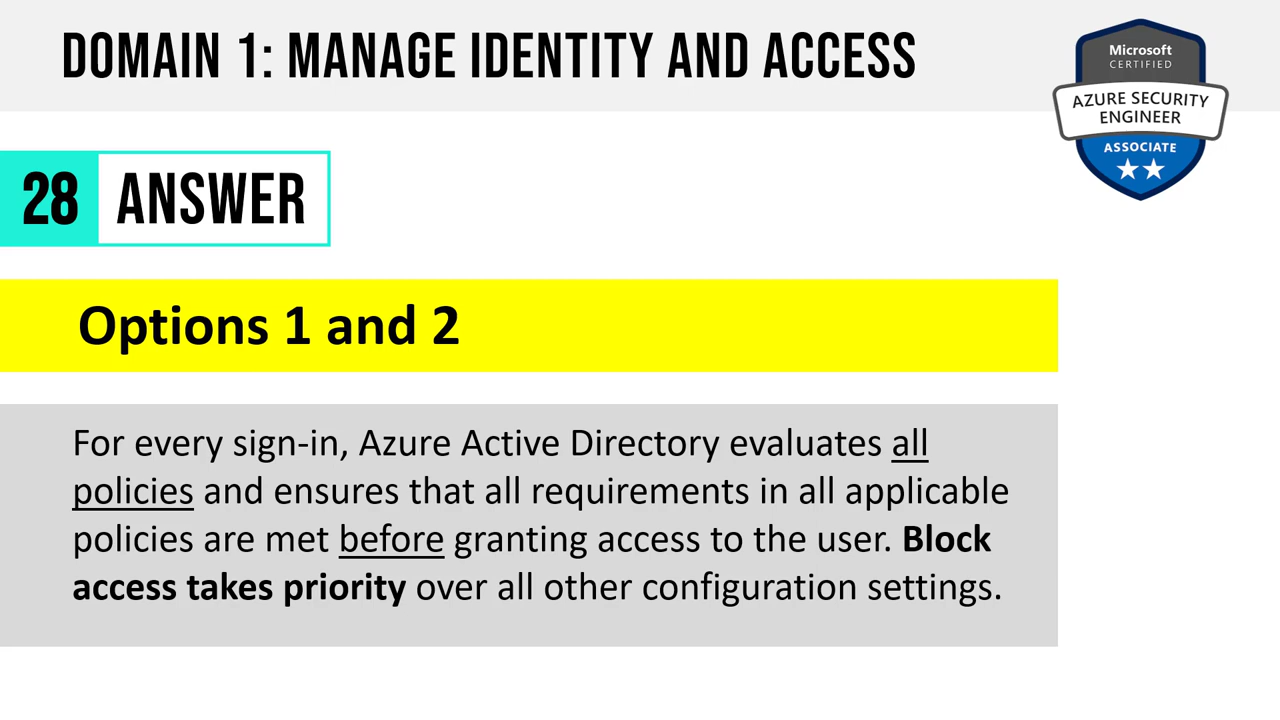 DOMAIN 1: MANAGE IDENTITY AND ACCESS
Microsoft
CERTIFIED
AZURE SECURITY
ENGINEER
ASSOCIATE
28 ANSWER
Options 1 and 2
For every sign-in, Azure Active Directory evaluates all
policies and ensures that all requirements in all applicable
policies are met before granting access to the user. Block
access takes priority over all other configuration settings.